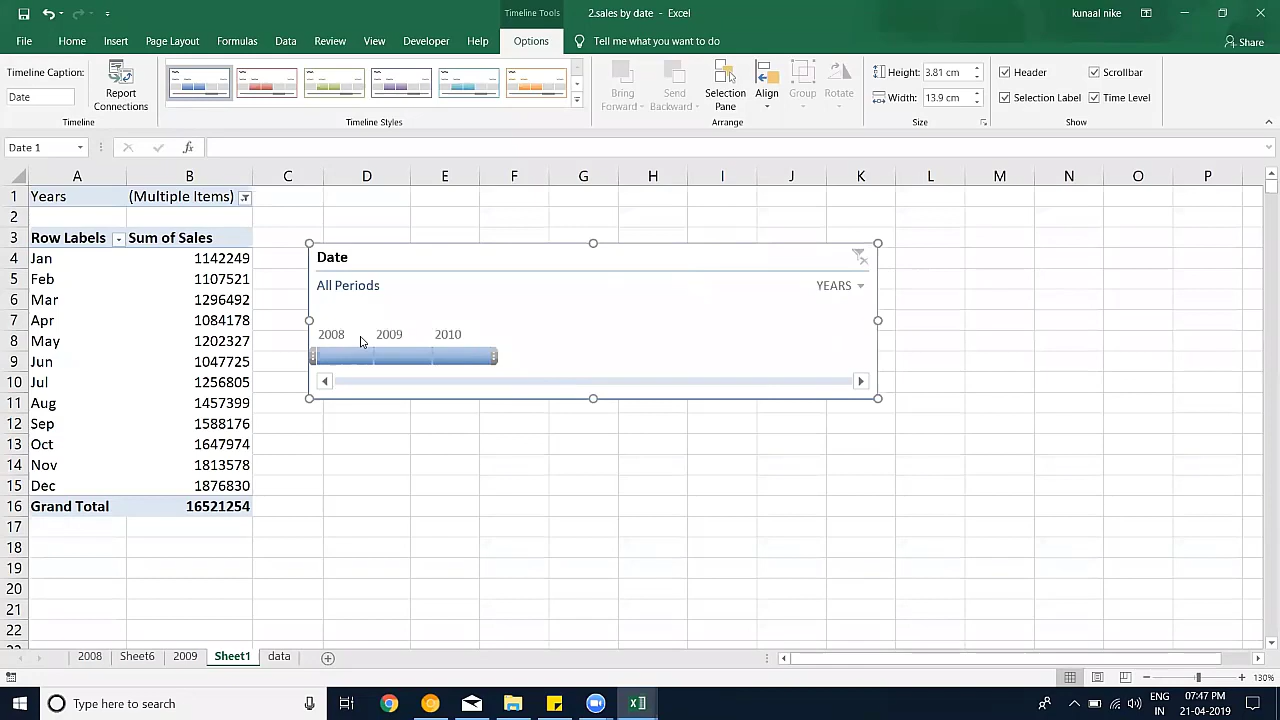 Timeline Tools
2.sales by date - Excel
kunaal nike
File Home Insert Page Layout Formulas Data Review View Developer Help Options Tell me what you want to do Share
Timeline Caption:
Date
Report
Connections
Timeline
Timeline Styles
Bring
Forward
Send
Backward
Selection
Pane
Align
Group
Rotate
Arrange
Height: 3.81 cm
Width: 13.9 cm
Size
Header Scrollbar
Selection Label Time Level
Show
Date 1 fx
A B C D E F G H I J K L M N O P
1 Years (Multiple Items)
2
3 Row Labels Sum of Sales
4 Jan 1142249
5 Feb 1107521
6 Mar 1296492
7 Apr 1084178
8 May 1202327
9 Jun 1047725
10 Jul 1256805
11 Aug 1457399
12 Sep 1588176
13 Oct 1647974
14 Nov 1813578
15 Dec 1876830
16 Grand Total 16521254
17
18
19
20
21
22
Date
All Periods YEARS
2008 2009 2010
2008 Sheet6 2009 Sheet1 data
130%
Type here to search
ENG
IN
07:47 PM
21-04-2019